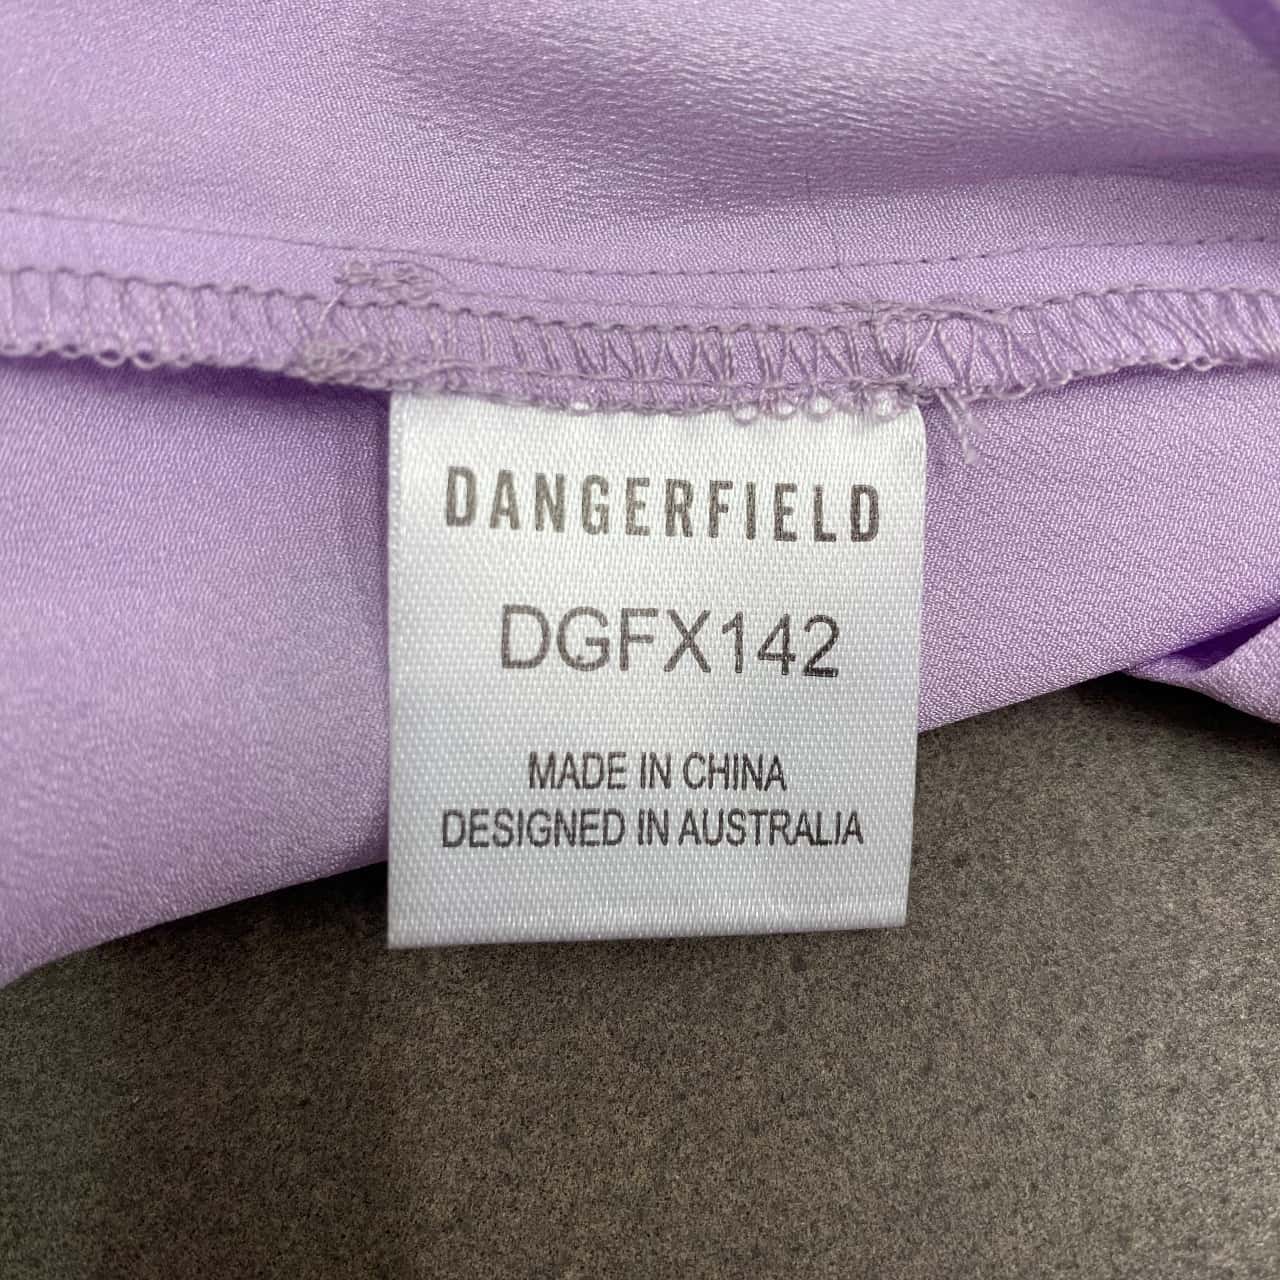 DANGERFIELD
DGFX142
MADE IN CHINA
DESIGNED IN AUSTRALIA